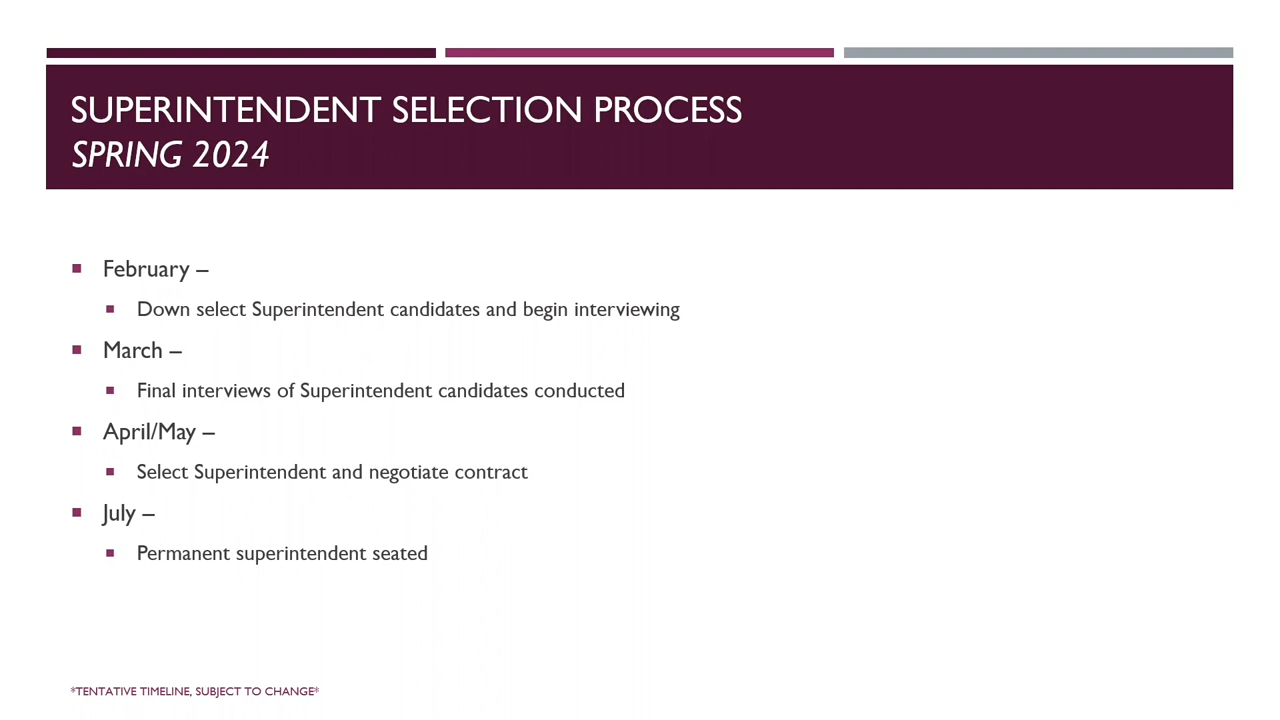 SUPERINTENDENT SELECTION PROCESS
SPRING 2024
February –
Down select Superintendent candidates and begin interviewing
March –
Final interviews of Superintendent candidates conducted
April/May –
Select Superintendent and negotiate contract
July –
Permanent superintendent seated
*TENTATIVE TIMELINE, SUBJECT TO CHANGE*